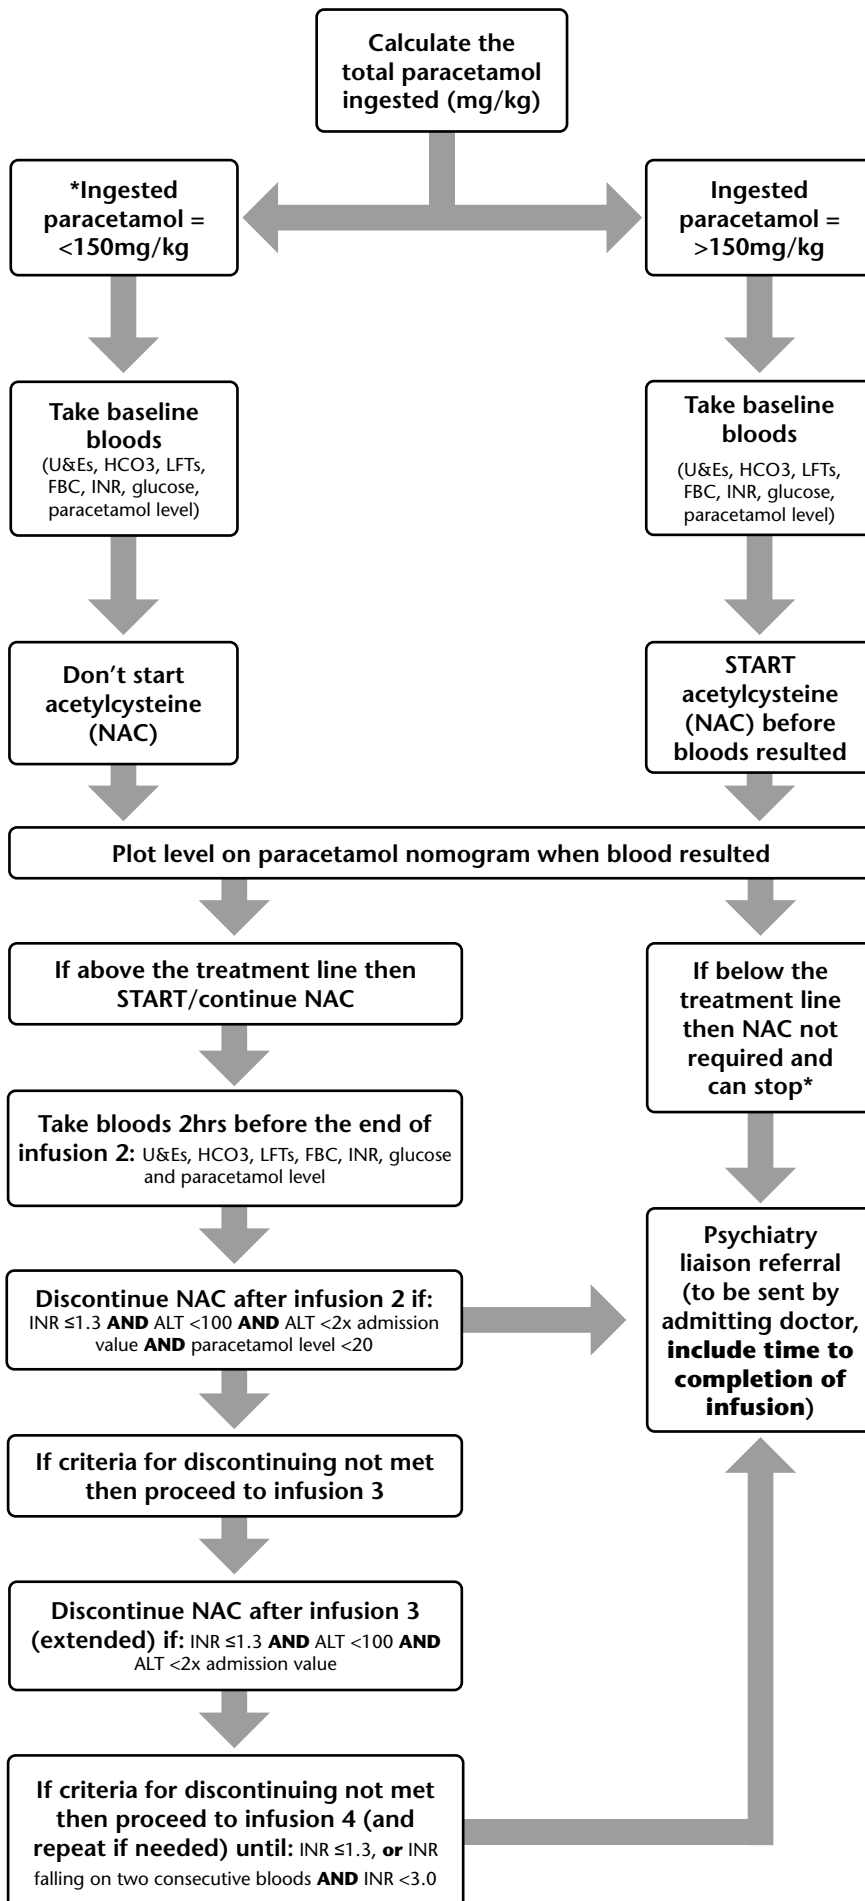 Calculate the
total paracetamol
ingested (mg/kg)
*Ingested
paracetamol =
<150mg/kg
Ingested
paracetamol =
>150mg/kg
Take baseline
bloods
(U&Es, HCO3, LFTs,
FBC, INR, glucose,
paracetamol level)
Take baseline
bloods
(U&Es, HCO3, LFTs,
FBC, INR, glucose,
paracetamol level)
Don't start
acetylcysteine
(NAC)
START
acetylcysteine
(NAC) before
bloods resulted
Plot level on paracetamol nomogram when blood resulted
If above the treatment line then
START/continue NAC
If below the
treatment line
then NAC not
required and
can stop*
Take bloods 2hrs before the end of
infusion 2: U&Es, HCO3, LFTs, FBC, INR, glucose
and paracetamol level
Discontinue NAC after infusion 2 if:
INR ≤1.3 AND ALT <100 AND ALT <2x admission
value AND paracetamol level <20
Psychiatry
liaison referral
(to be sent by
admitting doctor,
include time to
completion of
infusion)
If criteria for discontinuing not met
then proceed to infusion 3
Discontinue NAC after infusion 3
(extended) if: INR ≤1.3 AND ALT <100 AND
ALT <2x admission value
If criteria for discontinuing not met
then proceed to infusion 4 (and
repeat if needed) until: INR ≤1.3, or INR
falling on two consecutive bloods AND INR <3.0